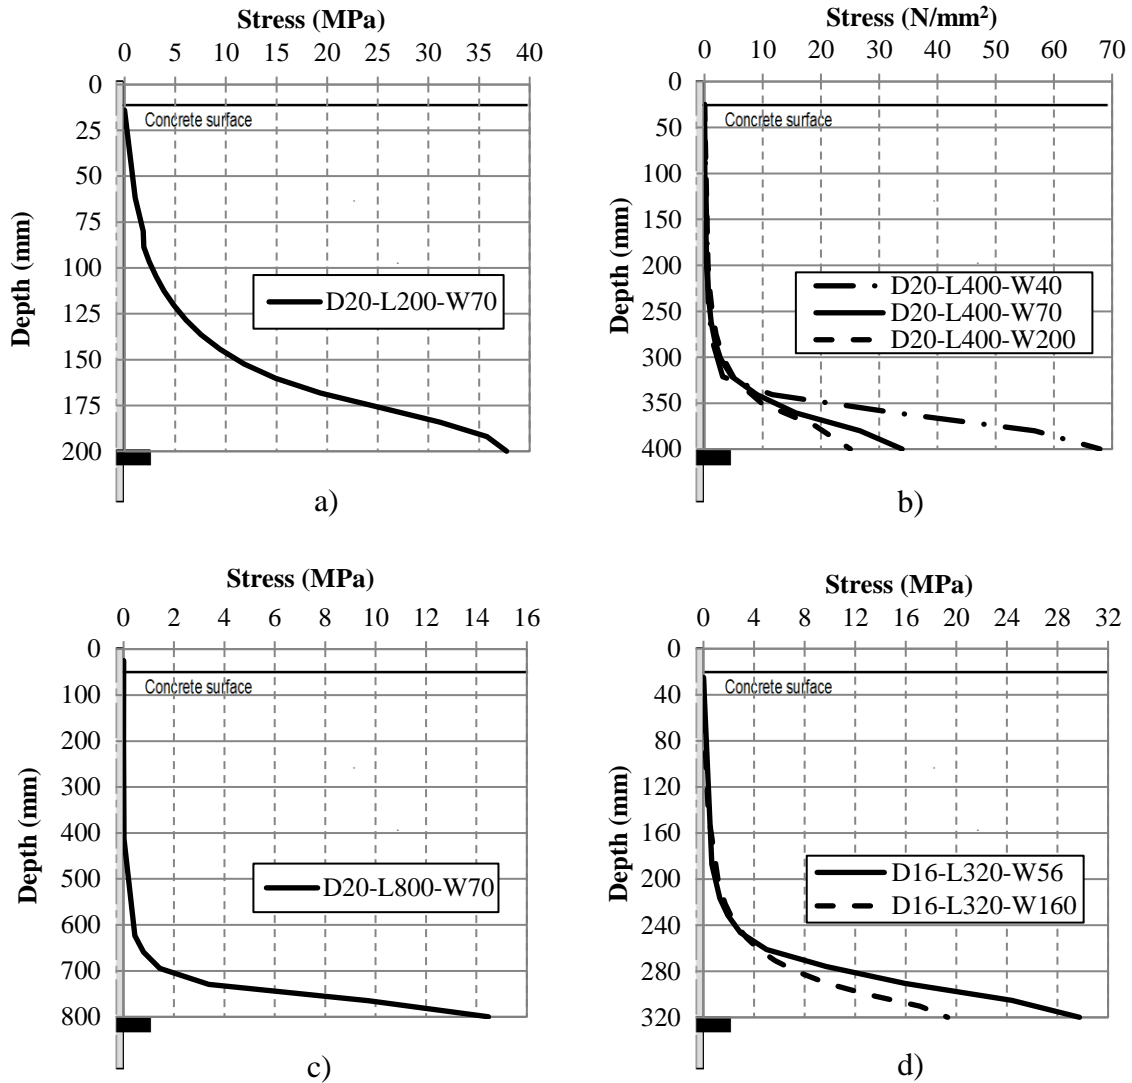 Stress (MPa)
0 5 10 15 20 25 30 35 40
0
25
50
75
100
125
150
175
200
Depth (mm)
Concrete surface
D20-L200-W70
a)
Stress (N/mm²)
0 10 20 30 40 50 60 70
0
50
100
150
200
250
300
350
400
Depth (mm)
Concrete surface
D20-L400-W40
D20-L400-W70
D20-L400-W200
b)
Stress (MPa)
0 2 4 6 8 10 12 14 16
0
100
200
300
400
500
600
700
800
Depth (mm)
Concrete surface
D20-L800-W70
c)
Stress (MPa)
0 4 8 12 16 20 24 28 32
0
40
80
120
160
200
240
280
320
Depth (mm)
Concrete surface
D16-L320-W56
D16-L320-W160
d)